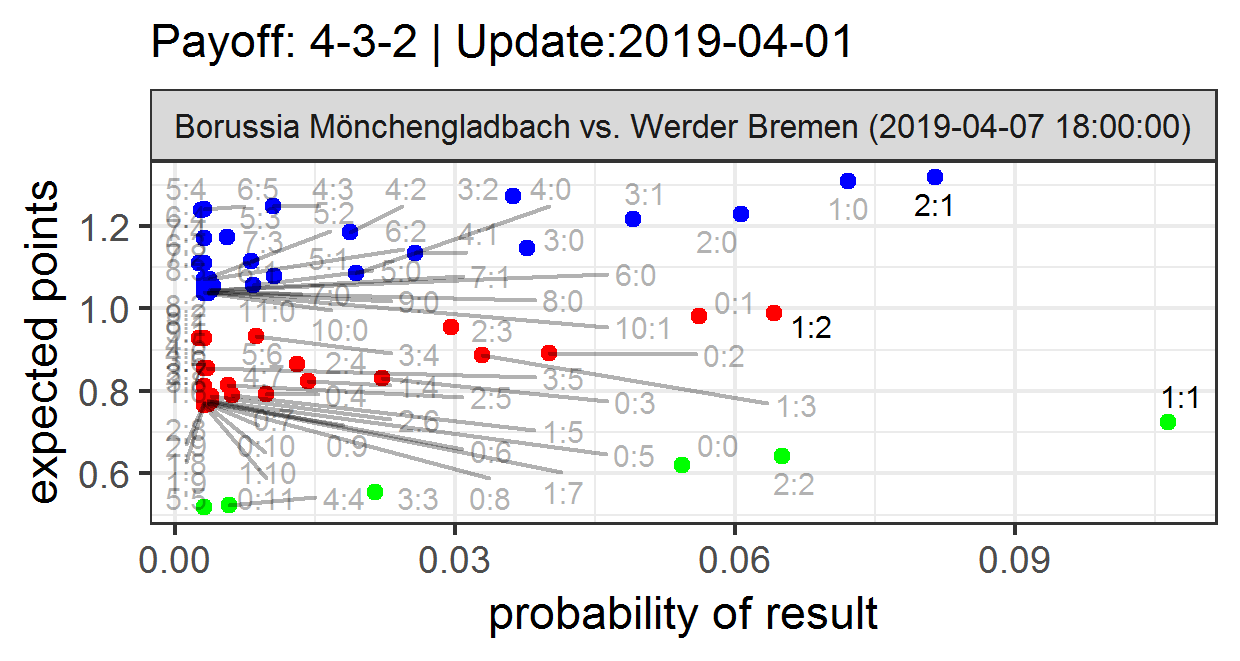 Payoff: 4-3-2 | Update:2019-04-01
Borussia Mönchengladbach vs. Werder Bremen (2019-04-07 18:00:00)
5:4 6:5 4:3 4:2 3:2 4:0 3:1
5:3 5:2 1:0 2:1
7:3 6:2 4:1 3:0 2:0
6:1 5:1 5:0 7:1 6:0
7:0 9:0 8:0 0:1
11:0 10:0 2:3 10:1 1:2
5:6 2:4 3:4 0:2
4:7 1:4 3:5
0:4 2:5 0:3 1:3 1:1
0:7 2:6 1:5
0:10 0:9 0:6 0:5 0:0
1:8
1:9 1:10 1:7 2:2
5:5 0:11 4:4 3:3 0:8
expected points
1.2
1.0
0.8
0.6
0.00 0.03 0.06 0.09
probability of result